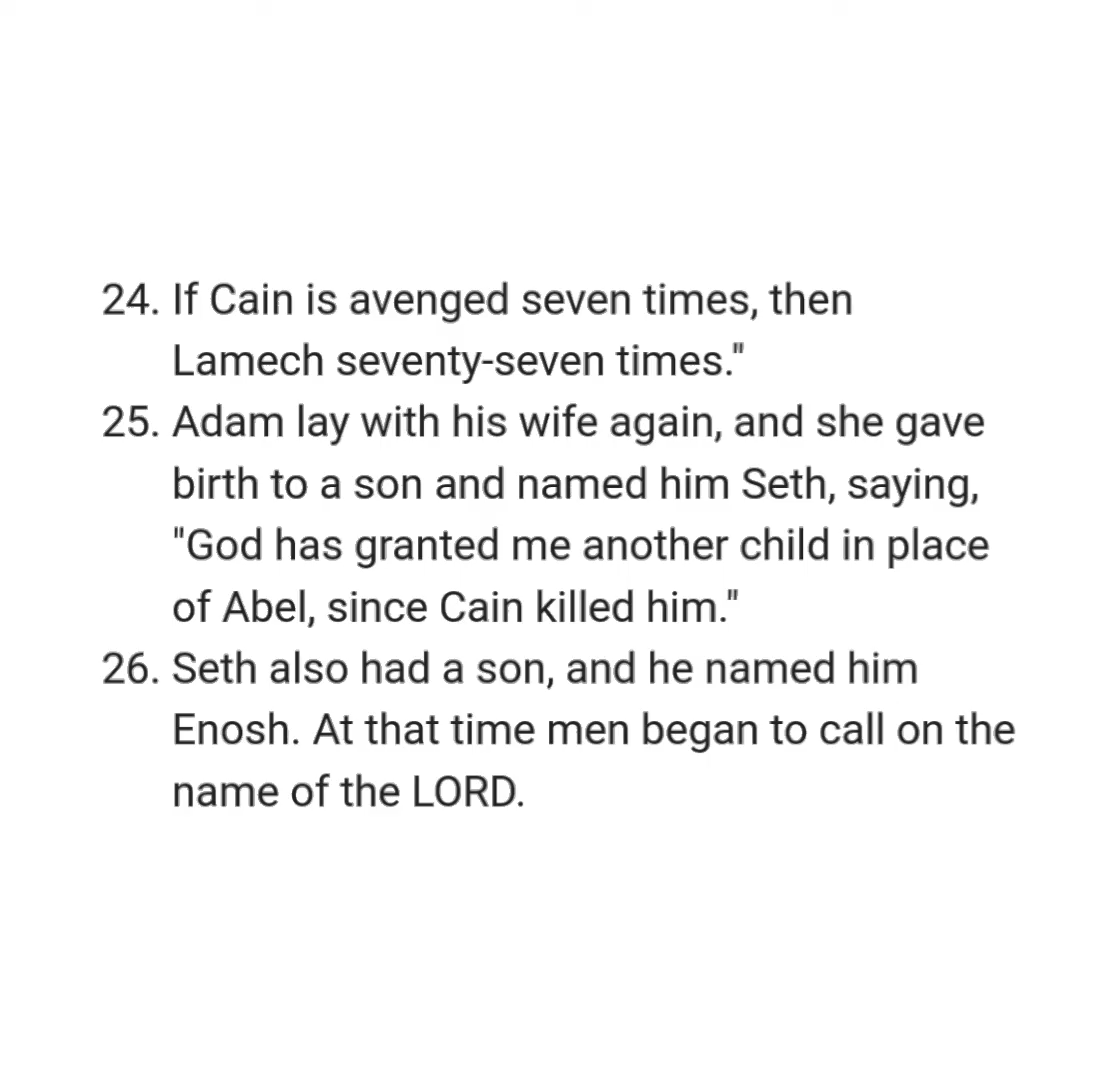 24. If Cain is avenged seven times, then
Lamech seventy-seven times."
25. Adam lay with his wife again, and she gave
birth to a son and named him Seth, saying,
"God has granted me another child in place
of Abel, since Cain killed him."
26. Seth also had a son, and he named him
Enosh. At that time men began to call on the
name of the LORD.